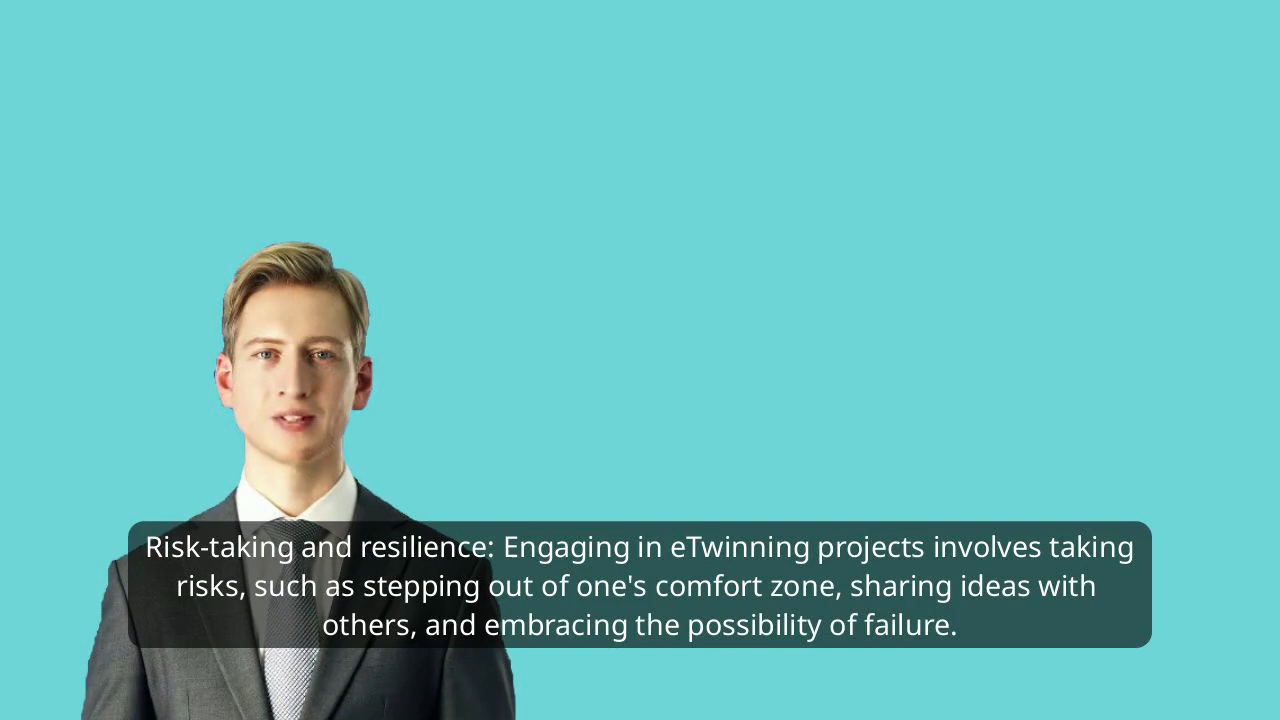 Risk-taking and resilience: Engaging in eTwinning projects involves taking
risks, such as stepping out of one's comfort zone, sharing ideas with
others, and embracing the possibility of failure.